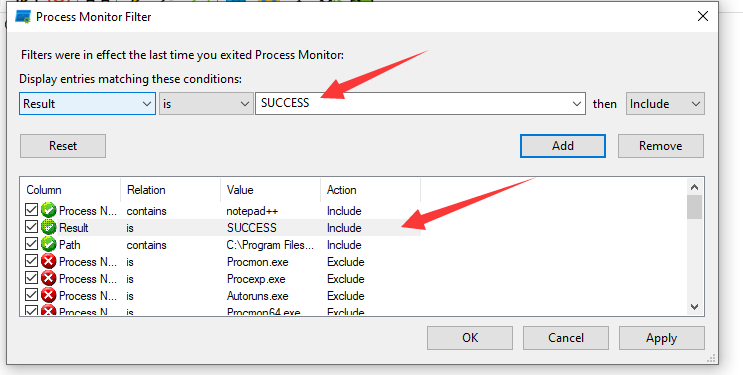 Process Monitor Filter
Filters were in effect the last time you exited Process Monitor:
Display entries matching these conditions:
Result is SUCCESS then Include
Reset Add Remove
Column Relation Value Action
Process N... contains notepad++ Include
Result is SUCCESS Include
Path contains C:\Program Files... Include
Process N... is Procmon.exe Exclude
Process N... is Procexp.exe Exclude
Process N... is Autoruns.exe Exclude
Process N... is Procmon64.exe Exclude
OK Cancel Apply